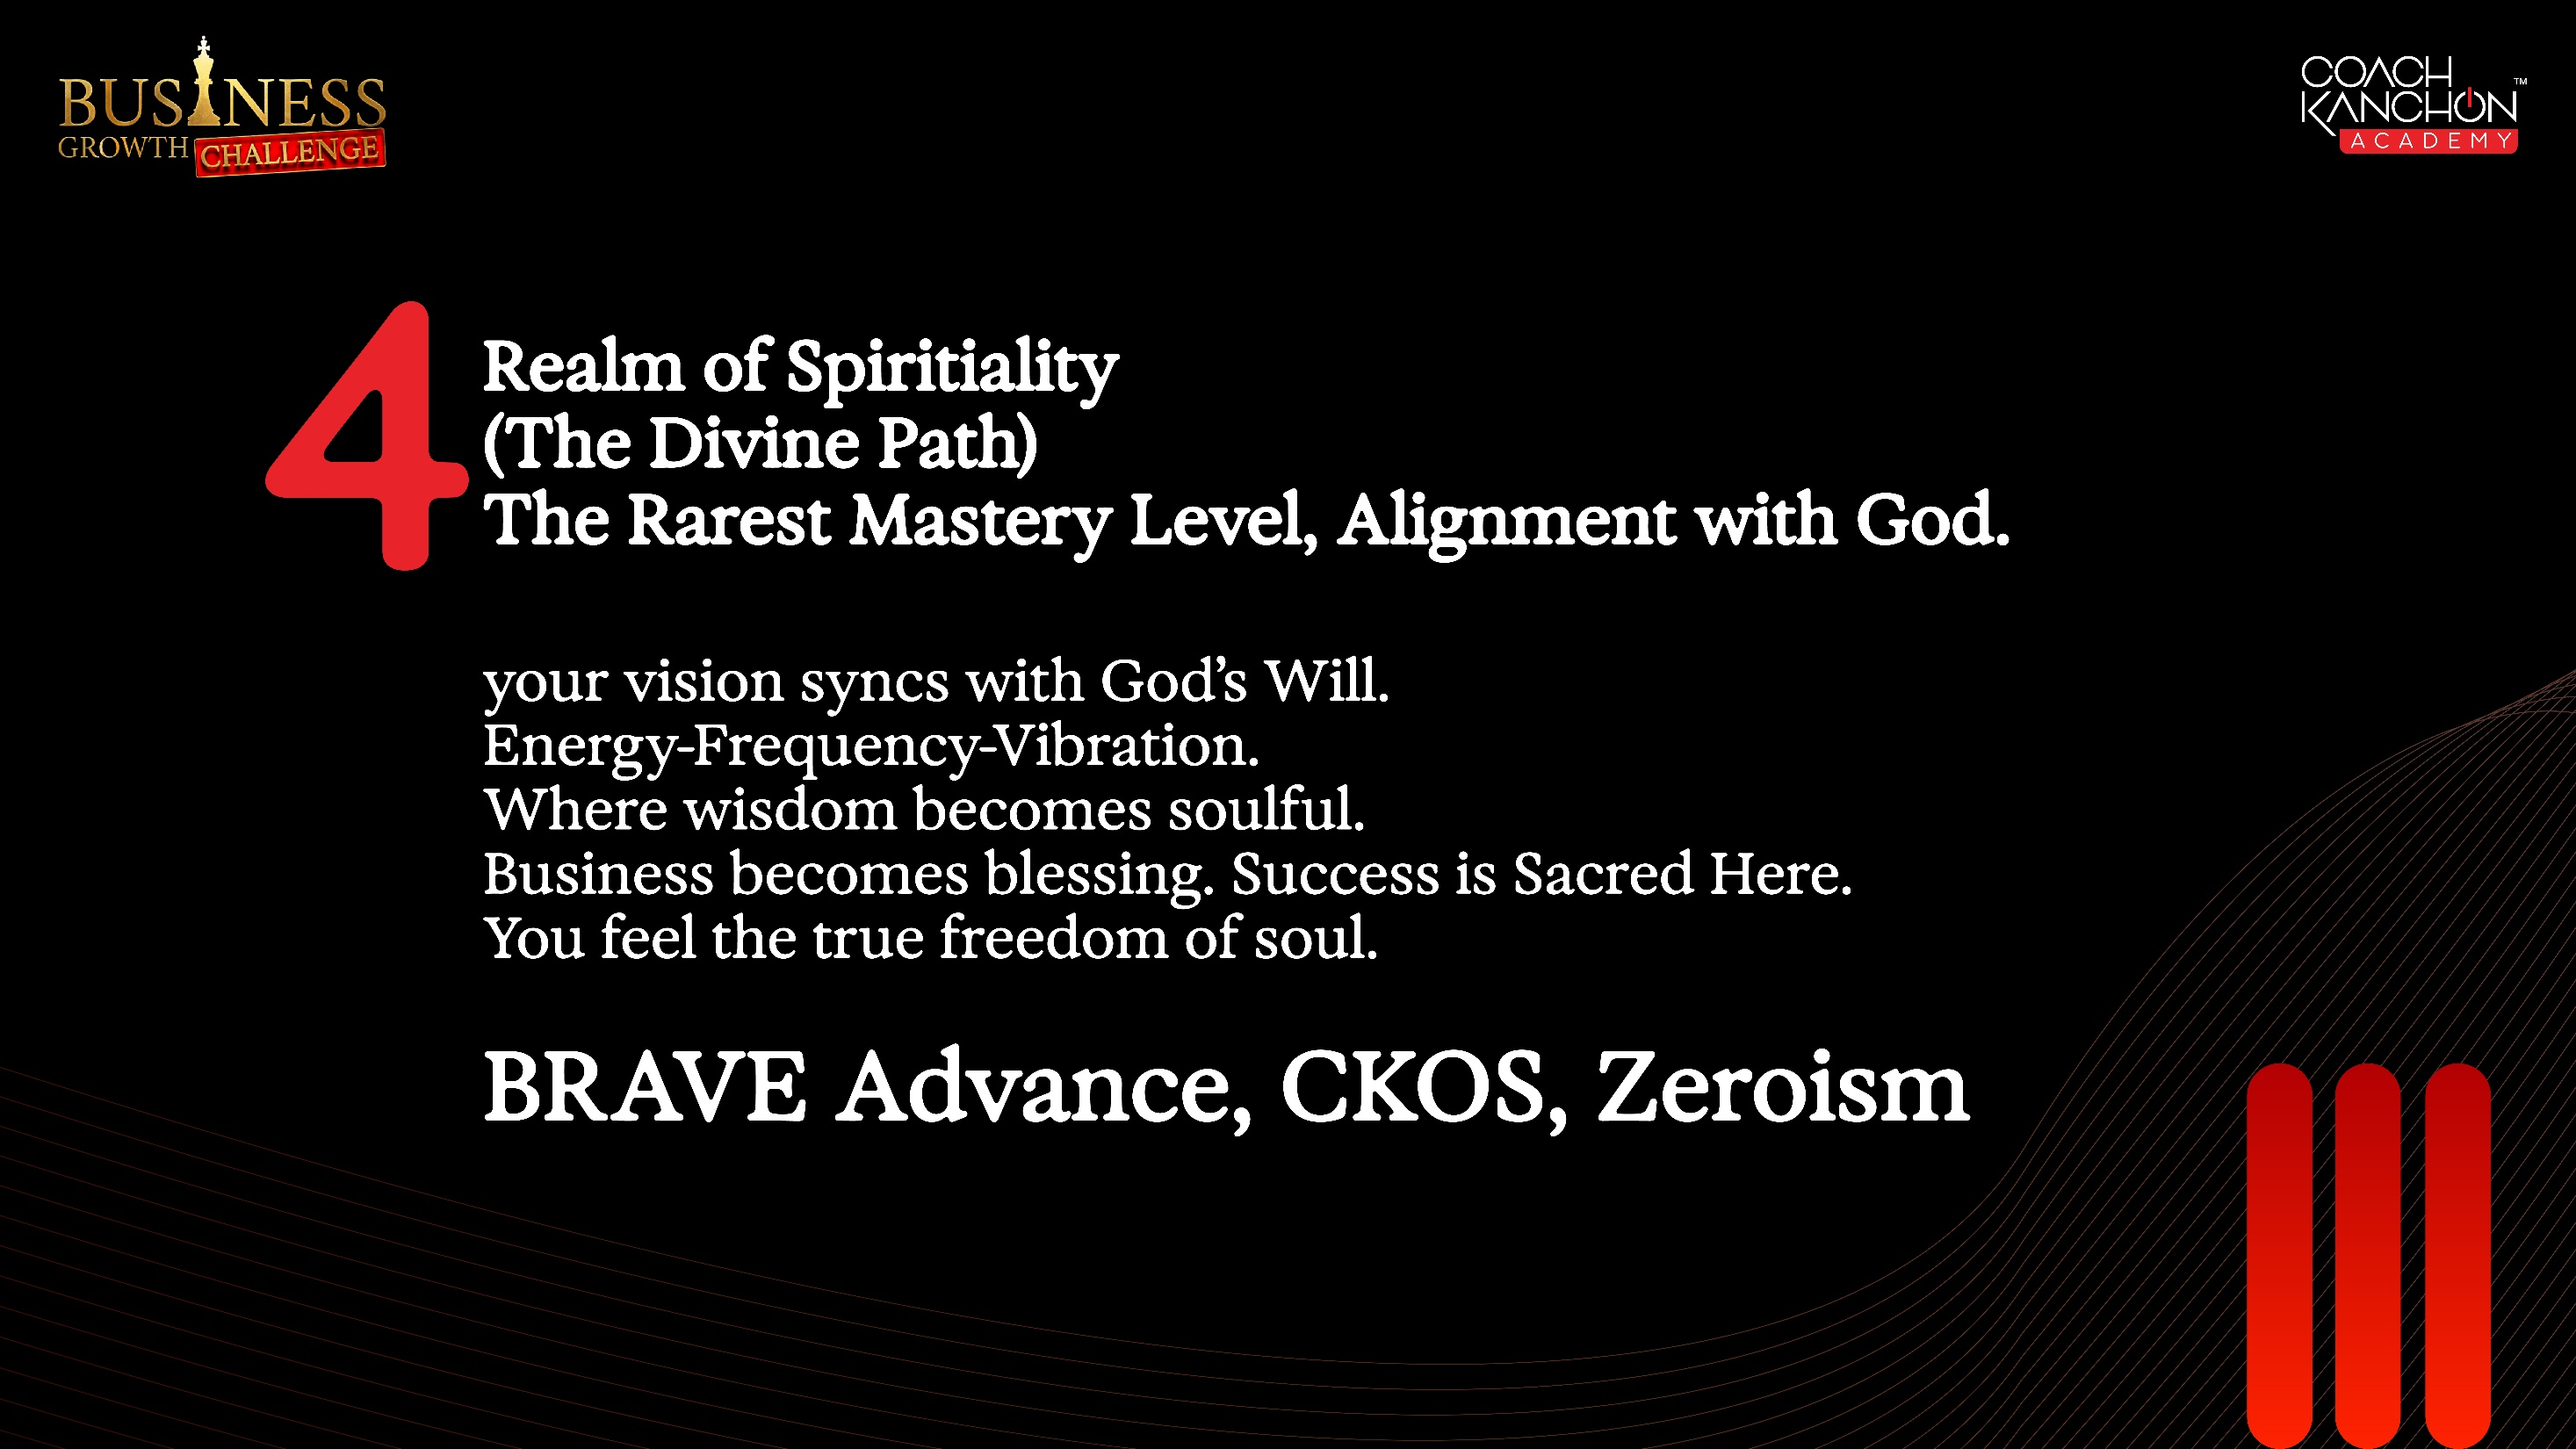 BUSINESS
GROWTH CHALLENGE
COACH
KANCHON
ACADEMY
TM
4
Realm of Spiritiality
(The Divine Path)
The Rarest Mastery Level, Alignment with God.
your vision syncs with God’s Will.
Energy-Frequency-Vibration.
Where wisdom becomes soulful.
Business becomes blessing. Success is Sacred Here.
You feel the true freedom of soul.
BRAVE Advance, CKOS, Zeroism